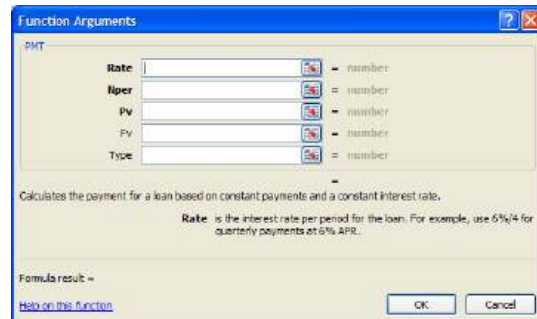 Function Arguments
PMT
Rate = number
Nper = number
Pv = number
Fv = number
Type = number
=
Calculates the payment for a loan based on constant payments and a constant interest rate.
Rate is the interest rate per period for the loan. For example, use 6%/4 for
quarterly payments at 6% APR.
Formula result =
Help on this function OK Cancel